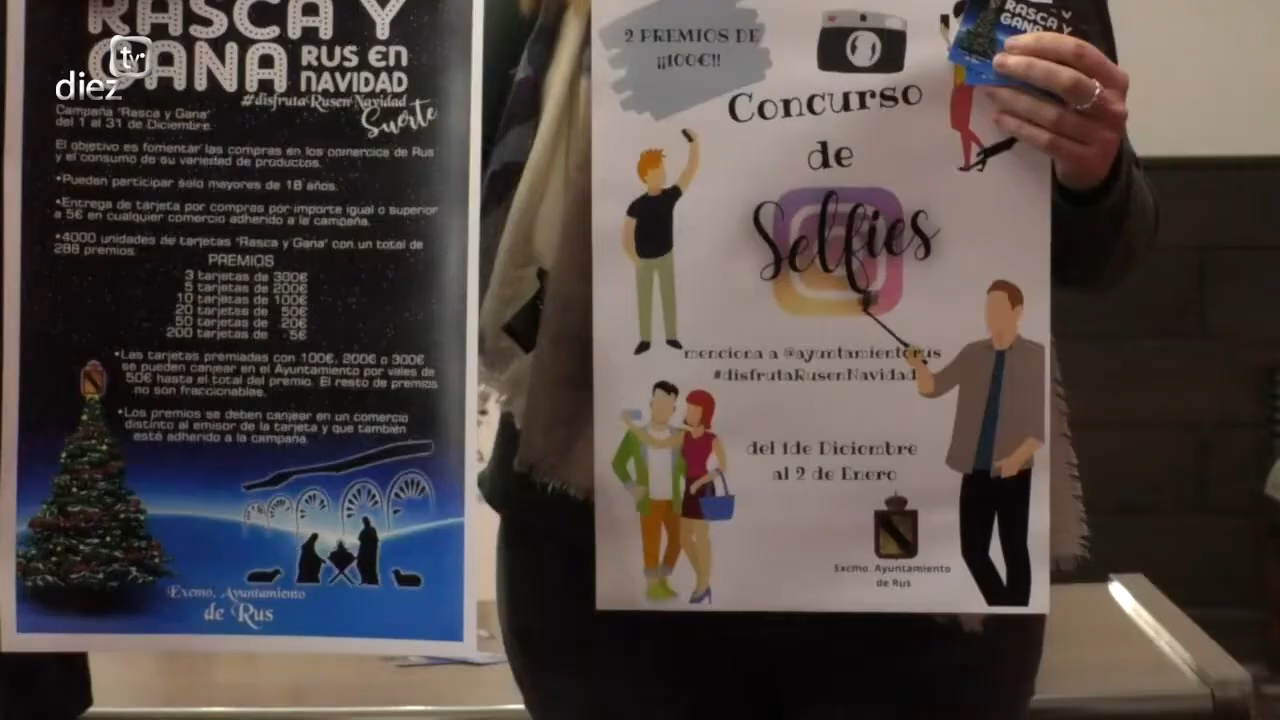 RASCA Y
GANA RUS EN
NAVIDAD
#disfrutaRusenNavidad
Suerte
Campaña "Rasca y Gana"
del 1 al 31 de Diciembre.
El objetivo es fomentar las compras en los comercios de Rus
y el consumo de su variedad de productos.
•Pueden participar solo mayores de 18 años.
•Entrega de tarjeta por compras por importe igual o superior
a 5€ en cualquier comercio adherido a la campaña.
•4000 unidades de tarjetas "Rasca y Gana" con un total de
288 premios.
PREMIOS
3 tarjetas de 300€
5 tarjetas de 200€
10 tarjetas de 100€
20 tarjetas de 50€
50 tarjetas de 20€
200 tarjetas de 5€
•Las tarjetas premiadas con 100€, 200€ o 300€
se pueden canjear en el Ayuntamiento por vales de
50€ hasta el total del premio. El resto de premios
no son fraccionables.
•Los premios se deben canjear en un comercio
distinto al emisor de la tarjeta y que también
está adherido a la campaña.
Excmo. Ayuntamiento
de Rus
diez tv
2 PREMIOS DE
¡¡100€!!
Concurso
de
Selfies
menciona a @ayuntamientorus
#disfrutaRusenNavidad
del 1de Diciembre
al 2 de Enero
Excmo. Ayuntamiento
de Rus
RASCA Y
GANA